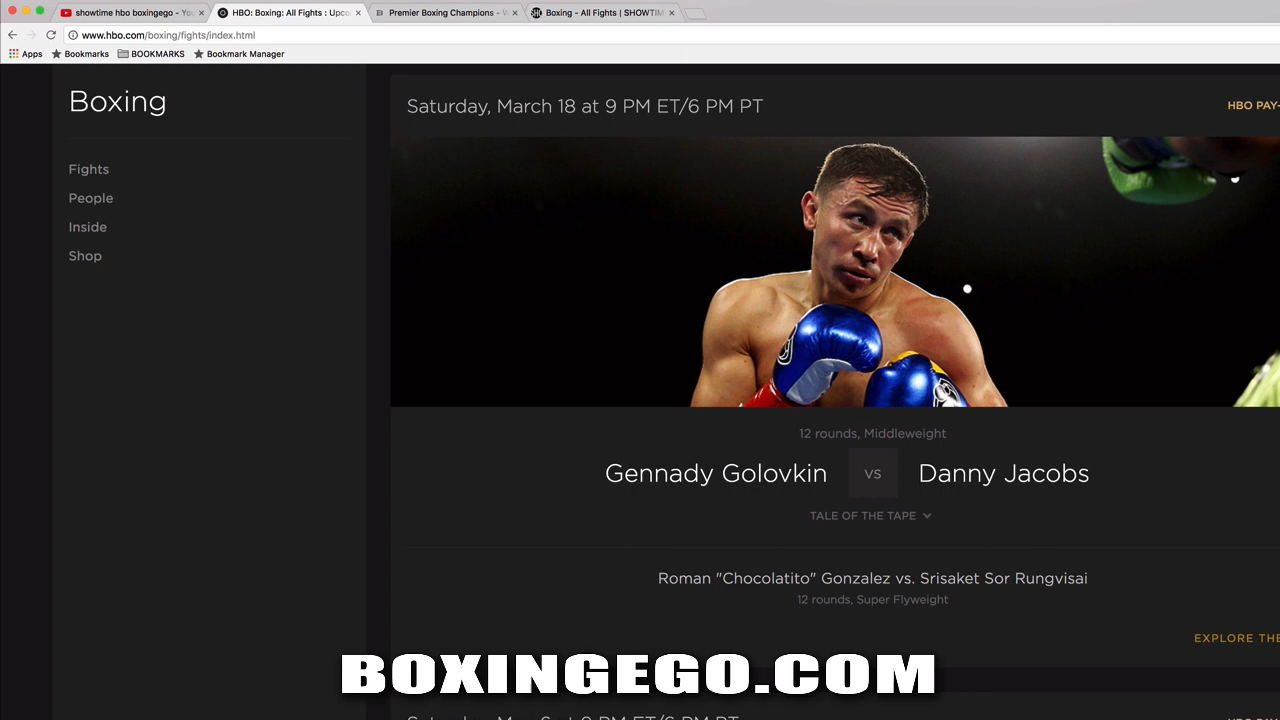 showtime hbo boxingego - You
HBO: Boxing: All Fights : Upco
Premier Boxing Champions - W
Boxing - All Fights | SHOWTIM
www.hbo.com/boxing/fights/index.html
Apps Bookmarks BOOKMARKS Bookmark Manager
Boxing
Fights
People
Inside
Shop
Saturday, March 18 at 9 PM ET/6 PM PT
HBO PAY-
12 rounds, Middleweight
Gennady Golovkin vs Danny Jacobs
TALE OF THE TAPE
Roman "Chocolatito" Gonzalez vs. Srisaket Sor Rungvisai
12 rounds, Super Flyweight
EXPLORE THE
BOXINGEGO.COM